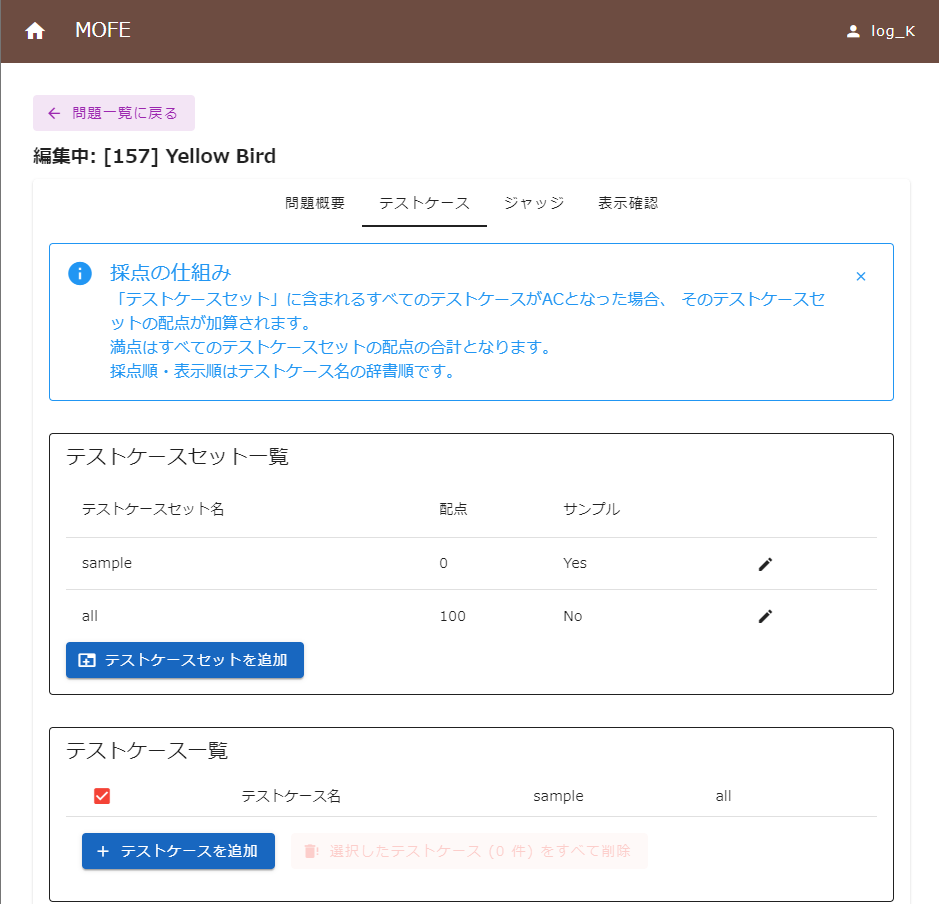 MOFE
log_K
← 問題一覧に戻る
編集中: [157] Yellow Bird
問題概要 テストケース ジャッジ 表示確認
採点の仕組み
「テストケースセット」に含まれるすべてのテストケースがACとなった場合、 そのテストケースセ
ットの配点が加算されます。
満点はすべてのテストケースセットの配点の合計となります。
採点順・表示順はテストケース名の辞書順です。
テストケースセット一覧
テストケースセット名 配点 サンプル
sample 0 Yes
all 100 No
テストケースセットを追加
テストケース一覧
テストケース名 sample all
+ テストケースを追加
選択したテストケース (0 件) をすべて削除